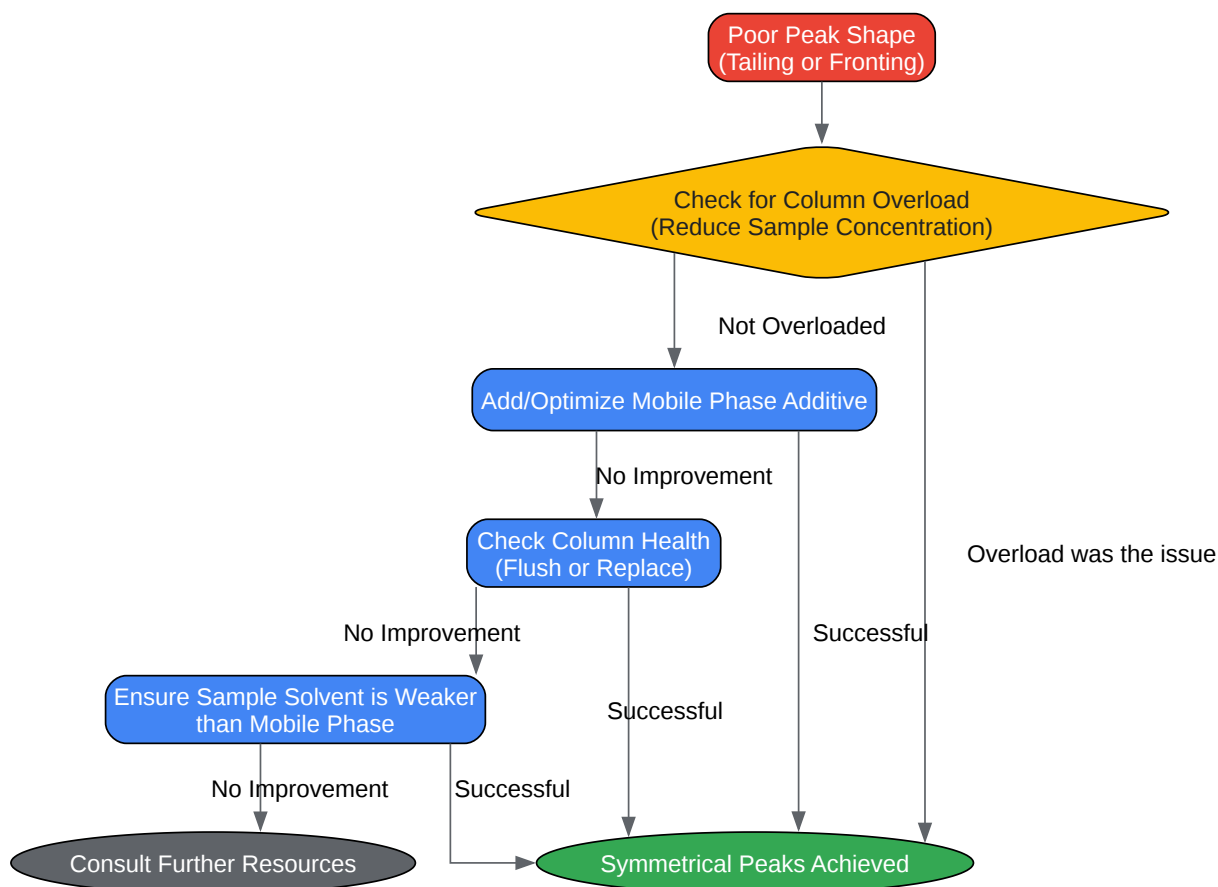 Poor Peak Shape
(Tailing or Fronting)
Check for Column Overload
(Reduce Sample Concentration)
Not Overloaded
Add/Optimize Mobile Phase Additive
No Improvement
Check Column Health
(Flush or Replace)
Overload was the issue
No Improvement
Successful
Ensure Sample Solvent is Weaker
than Mobile Phase
Successful
No Improvement
Successful
Consult Further Resources
Symmetrical Peaks Achieved